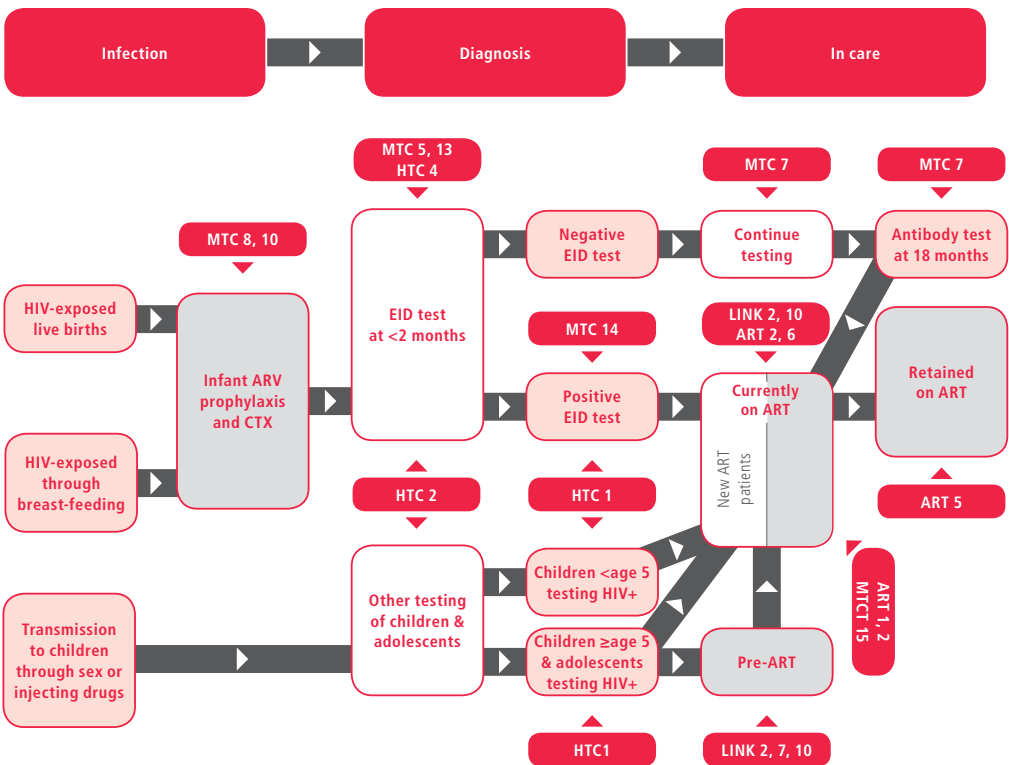 Infection
Diagnosis
In care
MTC 5, 13
HTC 4
MTC 7
MTC 7
MTC 8, 10
Negative
EID test
Continue
testing
Antibody test
at 18 months
HIV-exposed
live births
EID test
at <2 months
MTC 14
LINK 2, 10
ART 2, 6
Infant ARV
prophylaxis
and CTX
Positive
EID test
Currently
on ART
New ART
patients
Retained
on ART
HIV-exposed
through
breast-feeding
HTC 2
HTC 1
ART 5
Transmission
to children
through sex or
injecting drugs
Other testing
of children &
adolescents
Children <age 5
testing HIV+
Children ≥age 5
& adolescents
testing HIV+
Pre-ART
ART 1, 2
MTCT 15
HTC1
LINK 2, 7, 10